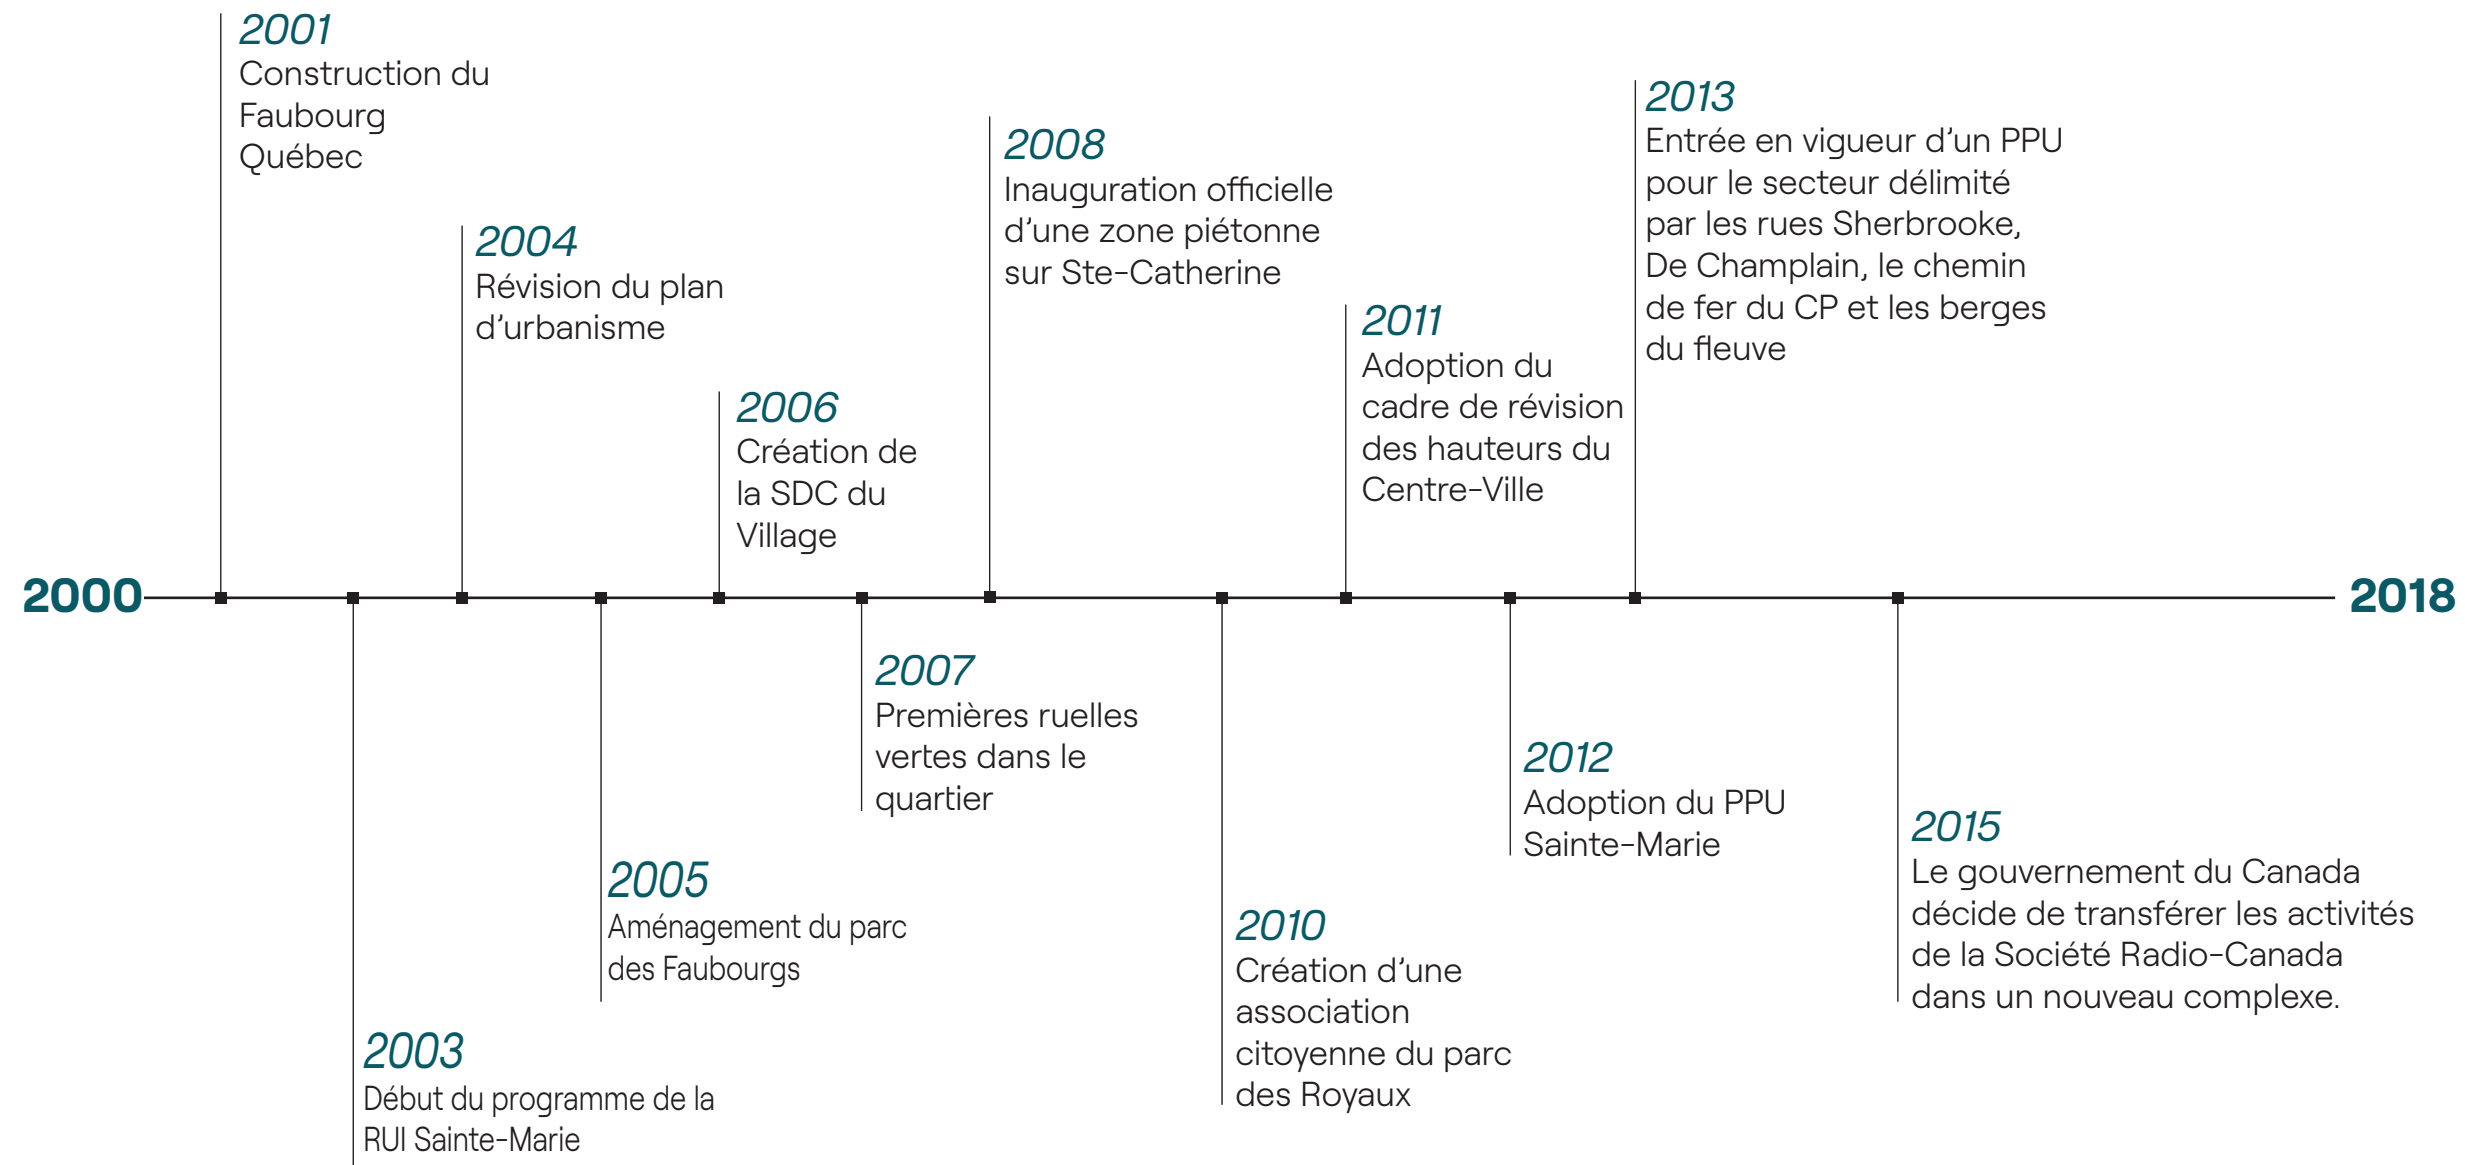 2001
Construction du
Faubourg
Québec
2004
Révision du plan
d’urbanisme
2006
Création de
la SDC du
Village
2008
Inauguration officielle
d’une zone piétonne
sur Ste-Catherine
2011
Adoption du
cadre de révision
des hauteurs du
Centre-Ville
2013
Entrée en vigueur d’un PPU
pour le secteur délimité
par les rues Sherbrooke,
De Champlain, le chemin
de fer du CP et les berges
du fleuve
2000
2018
2003
Début du programme de la
RUI Sainte-Marie
2005
Aménagement du parc
des Faubourgs
2007
Premières ruelles
vertes dans le
quartier
2010
Création d’une
association
citoyenne du parc
des Royaux
2012
Adoption du PPU
Sainte-Marie
2015
Le gouvernement du Canada
décide de transférer les activités
de la Société Radio-Canada
dans un nouveau complexe.